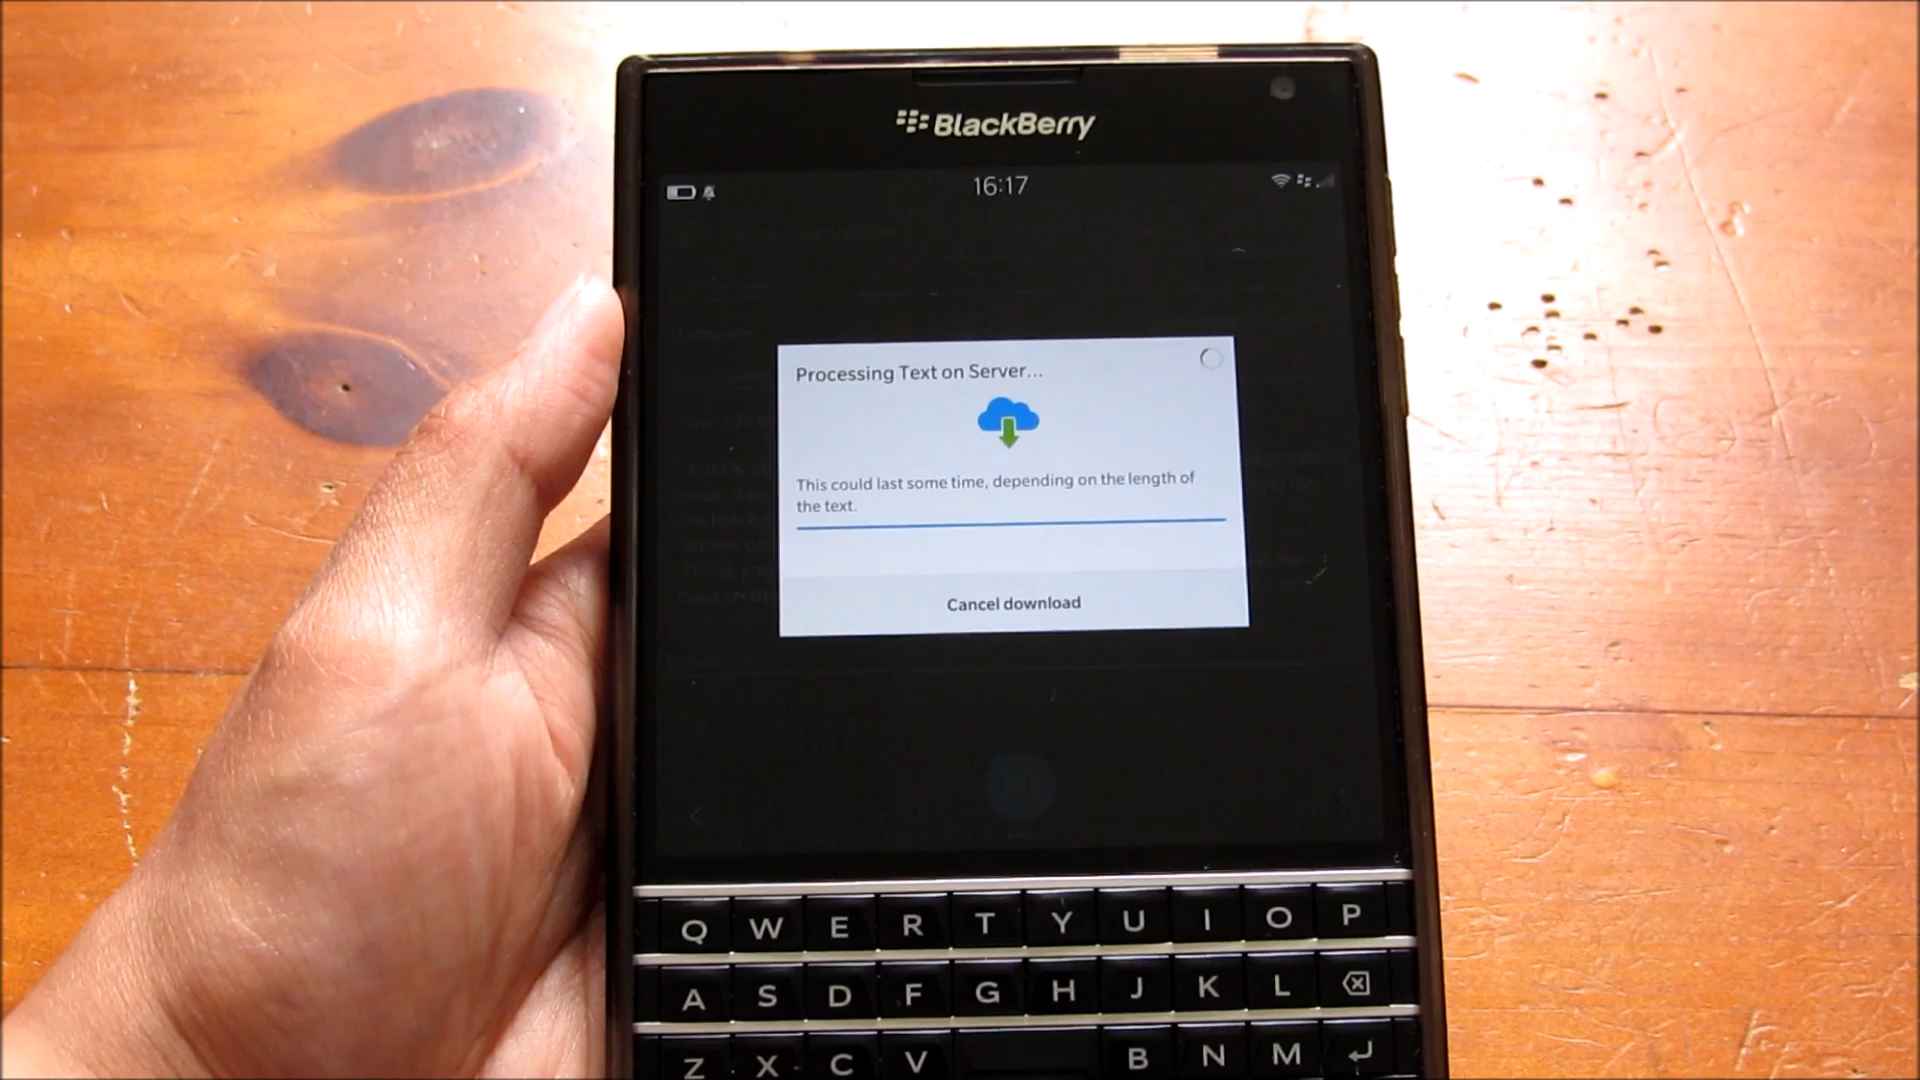 BlackBerry
16:17
Processing Text on Server...
This could last some time, depending on the length of
the text.
Cancel download
Q W E R T Y U I O P
A S D F G H J K L
Z X C V B N M